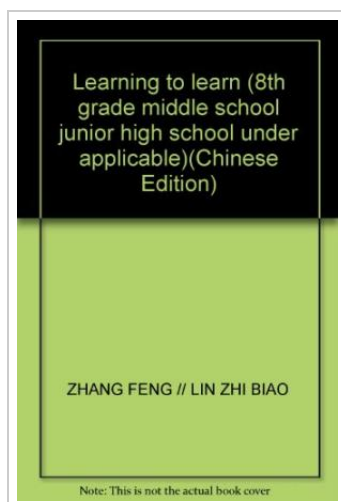 Learning to learn (8th
grade middle school
junior high school under
applicable)(Chinese
Edition)
ZHANG FENG // LIN ZHI BIAO
Note: This is not the actual book cover